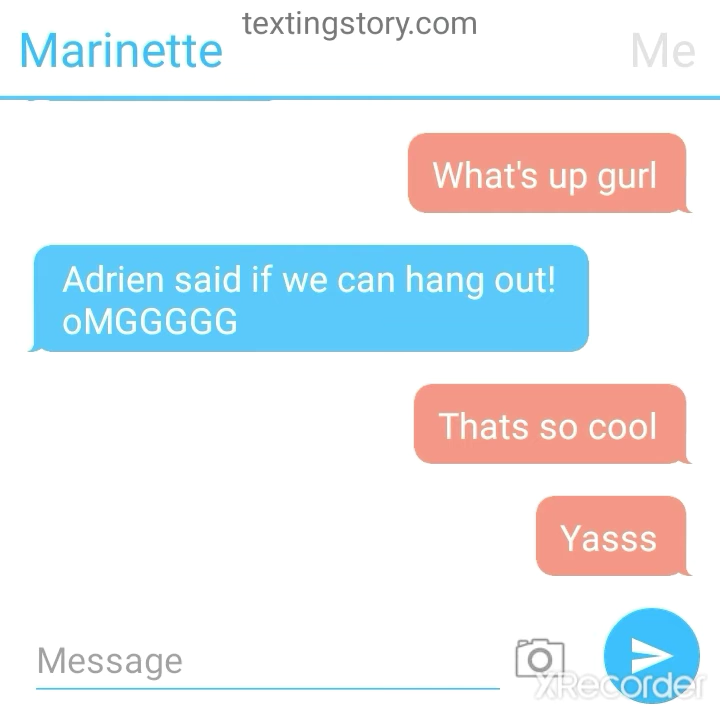 textingstory.com
Marinette
Me
What's up gurl
Adrien said if we can hang out!
oMGGGGG
Thats so cool
Yasss
Message
XRecorder